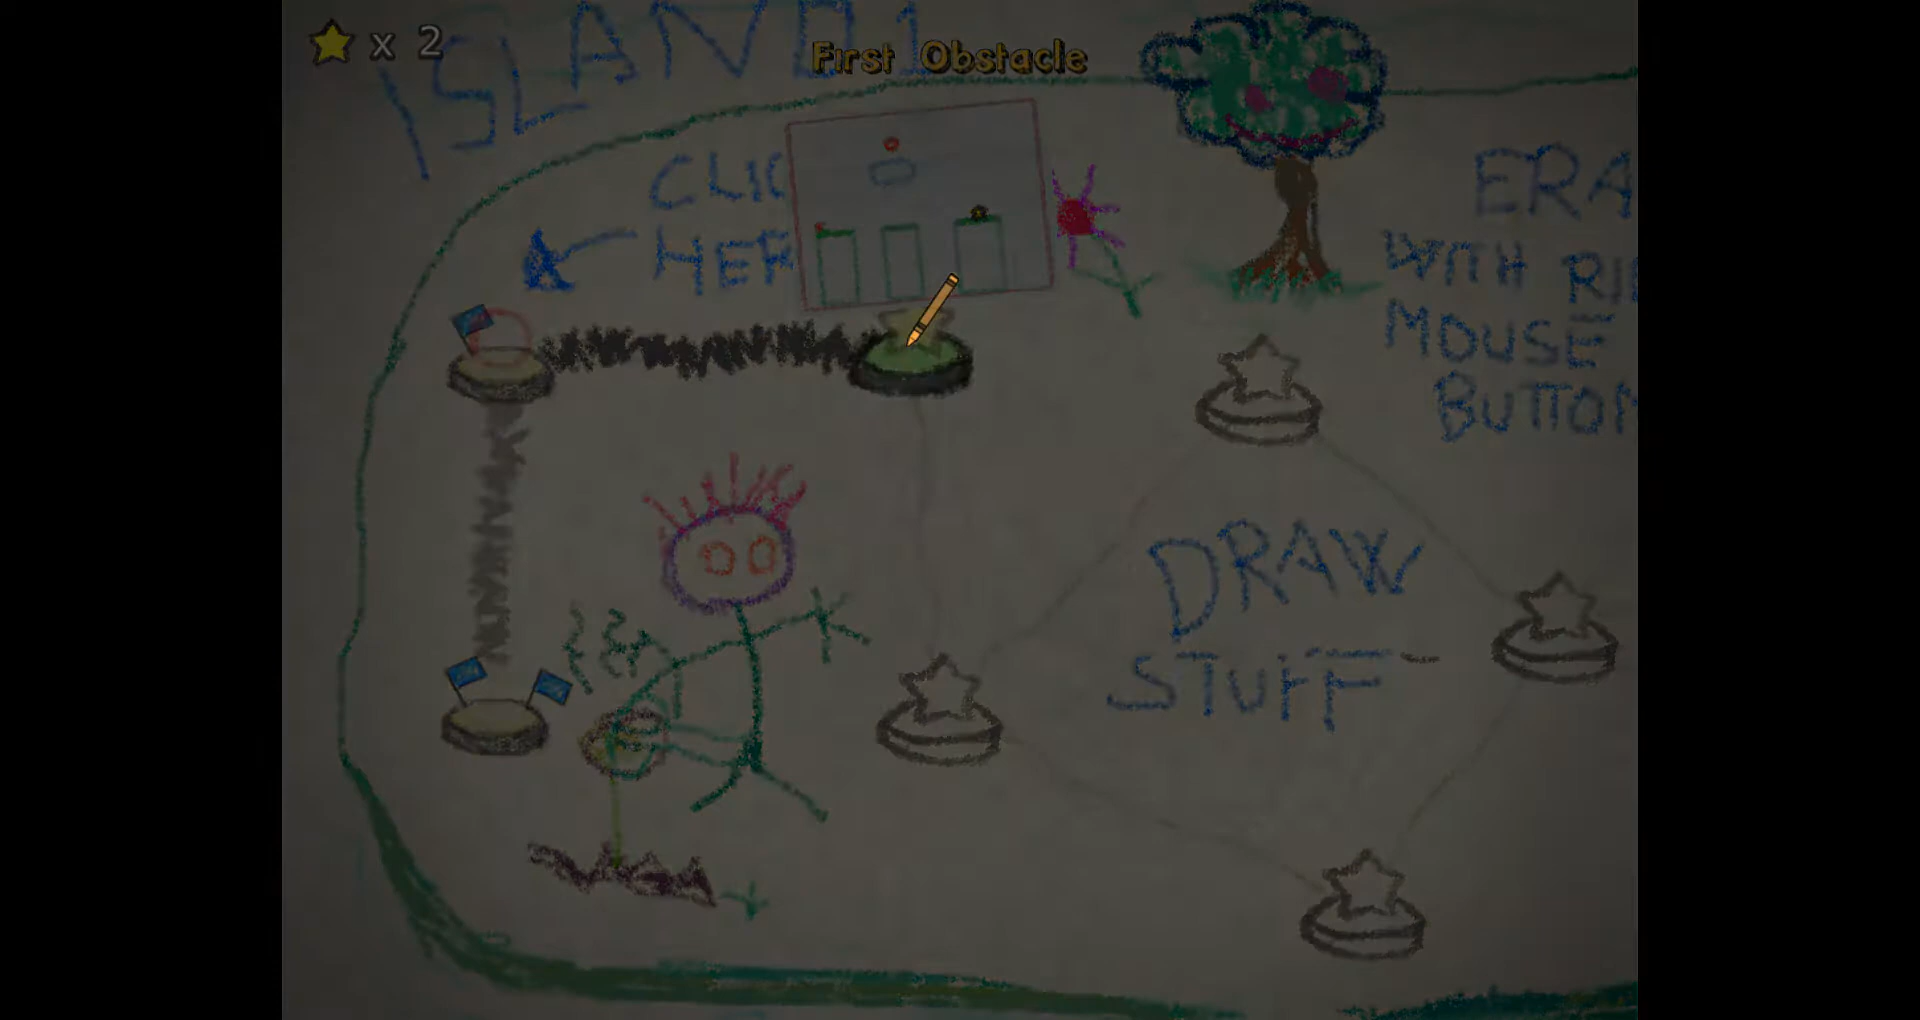 x 2
ISLAND 1
First Obstacle
CLIC
HER
ERA
WITH RI
MOUSE
BUTTON
DRAW
STUFF